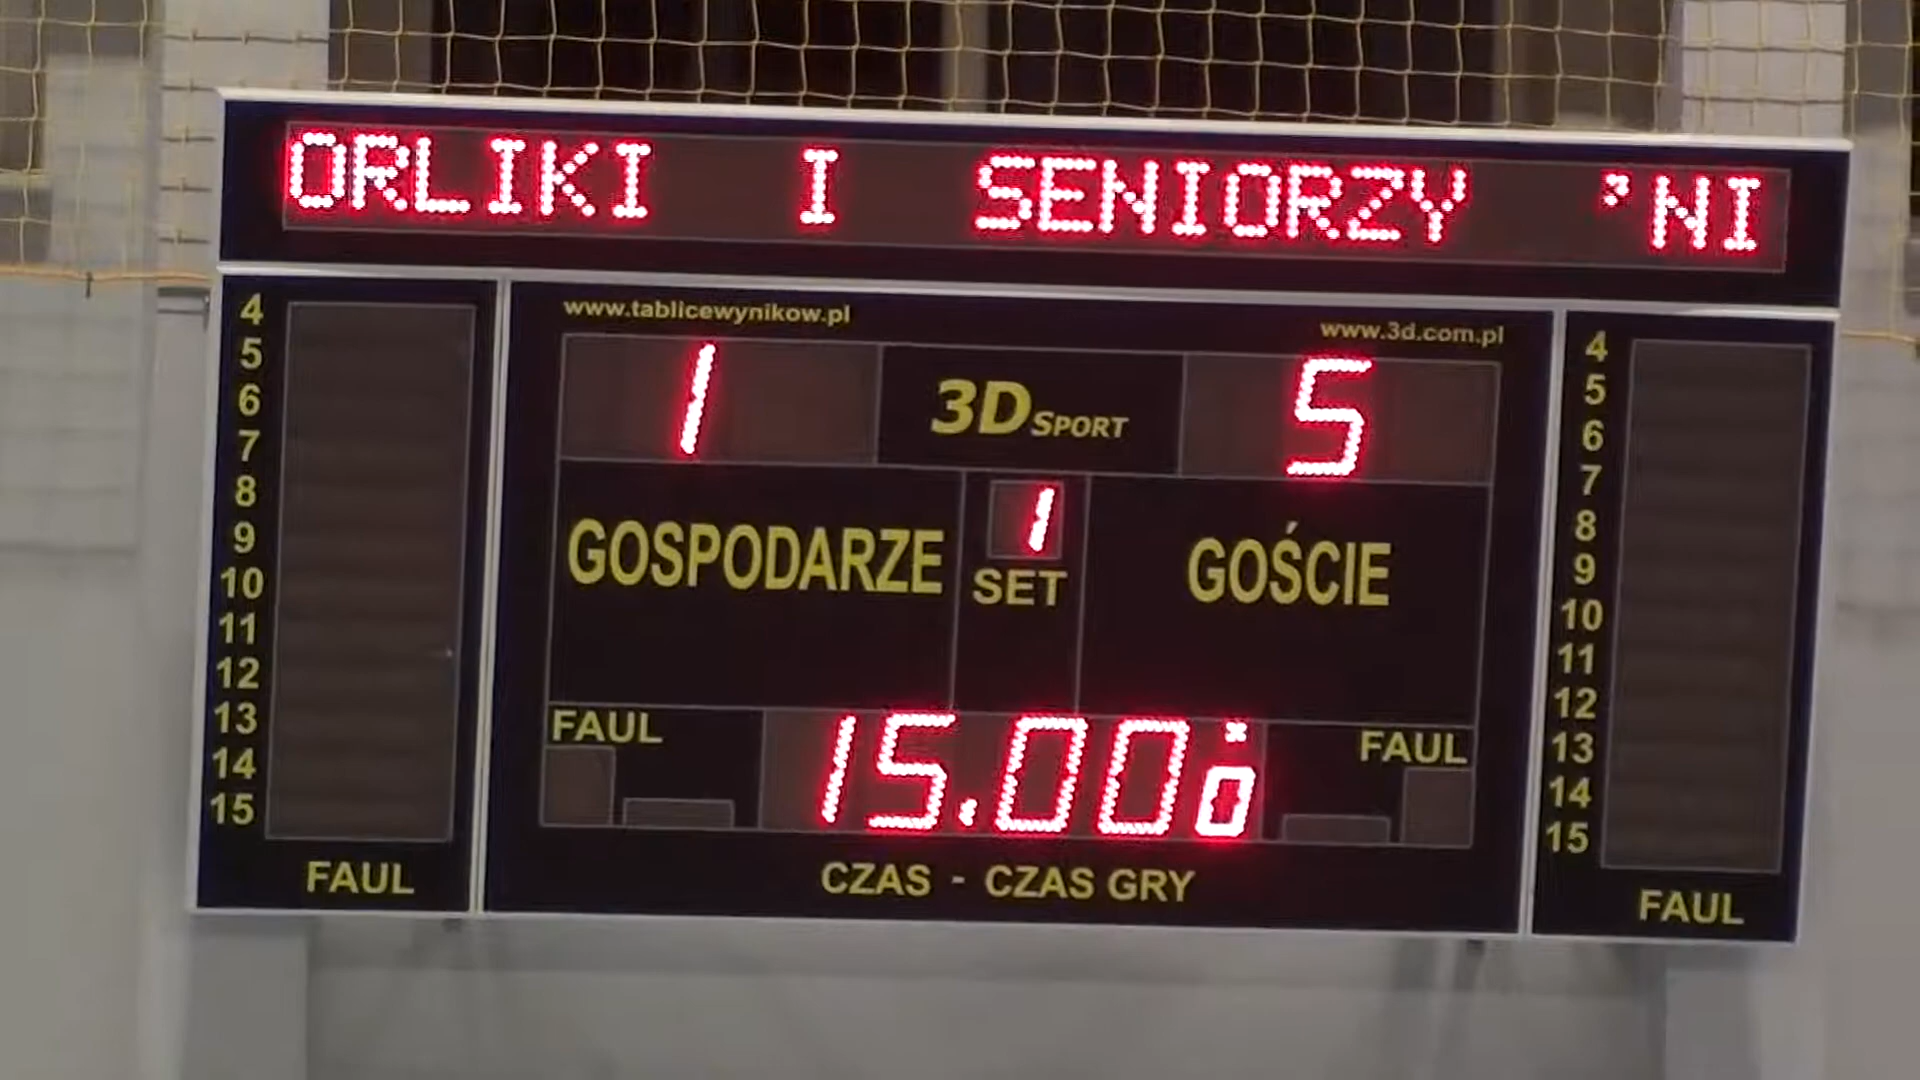 ORLIKI I SENIORZY 'NI
www.tablicewynikow.pl
www.3d.com.pl
1
3D SPORT
5
1
GOSPODARZE
SET
GOŚCIE
FAUL
15.00 0
FAUL
CZAS - CZAS GRY
4
5
6
7
8
9
10
11
12
13
14
15
FAUL
4
5
6
7
8
9
10
11
12
13
14
15
FAUL